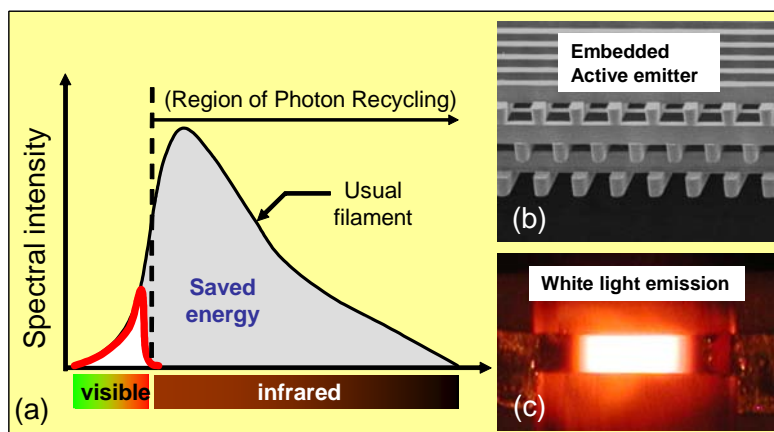 (Region of Photon Recycling)
Spectral intensity
Usual
filament
Saved
energy
visible
infrared
(a)
Embedded
Active emitter
(b)
White light emission
(c)